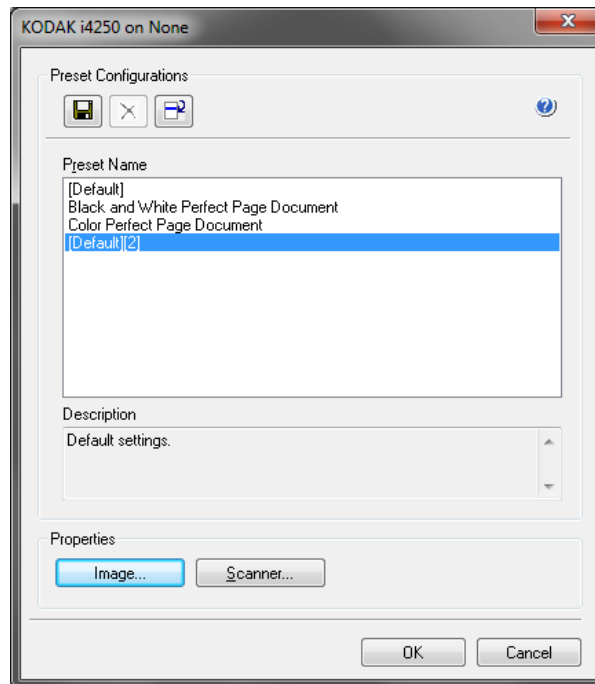 KODAK i4250 on None
Preset Configurations
Preset Name
[Default]
Black and White Perfect Page Document
Color Perfect Page Document
[Default][2]
Description
Default settings.
Properties
Image...
Scanner...
OK
Cancel